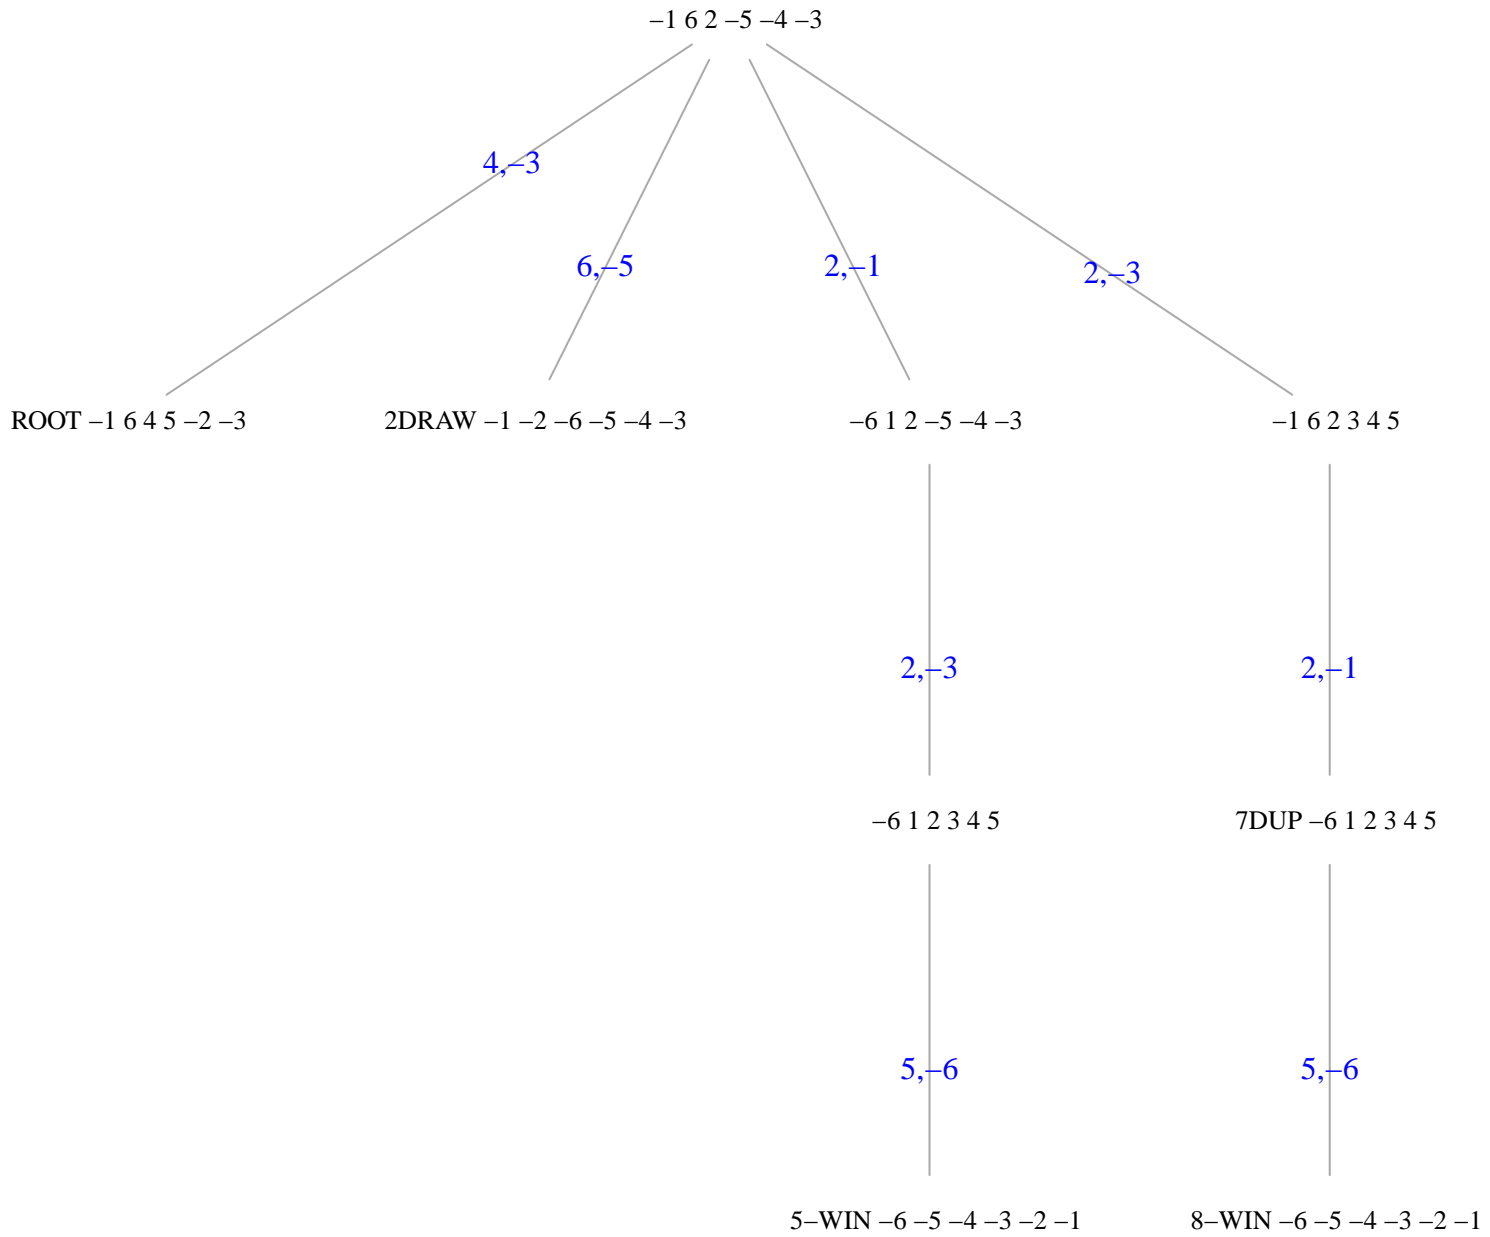 –1 6 2 –5 –4 –3
4,–3
6,–5
2,–1
2,–3
ROOT –1 6 4 5 –2 –3
2DRAW –1 –2 –6 –5 –4 –3
–6 1 2 –5 –4 –3
–1 6 2 3 4 5
2,–3
2,–1
–6 1 2 3 4 5
7DUP –6 1 2 3 4 5
5,–6
5,–6
5–WIN –6 –5 –4 –3 –2 –1
8–WIN –6 –5 –4 –3 –2 –1